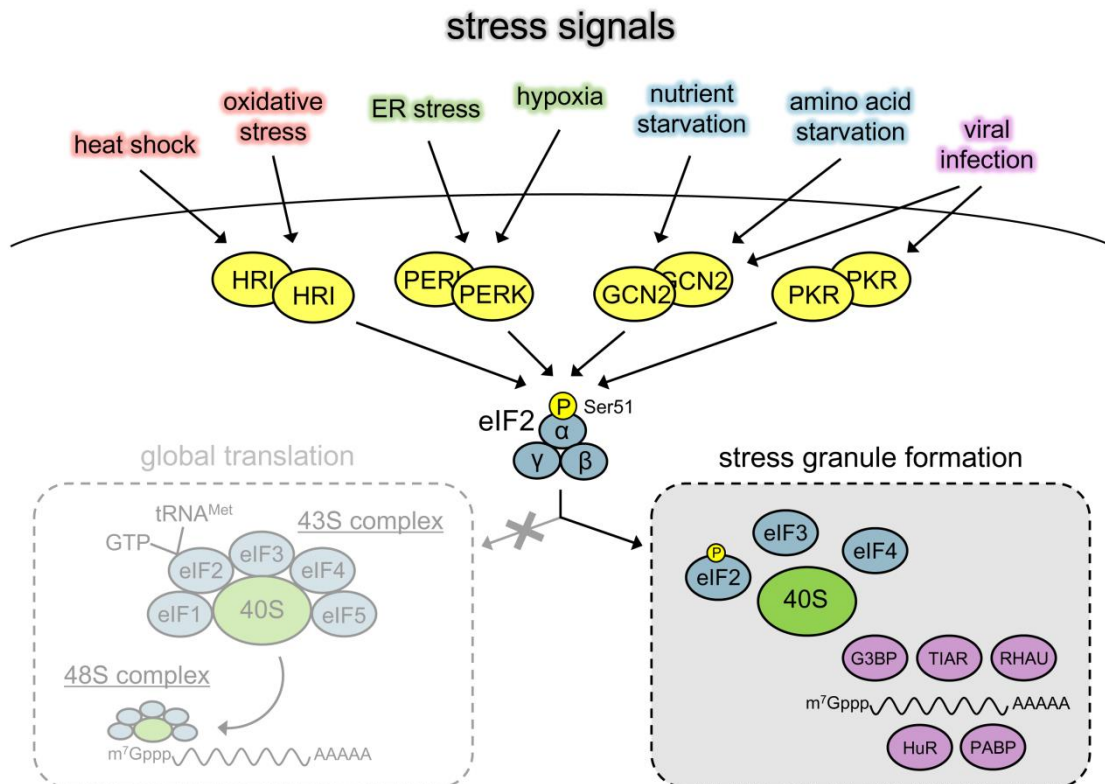 stress signals
heat shock
oxidative
stress
ER stress
hypoxia
nutrient
starvation
amino acid
starvation
viral
infection
HRI
HRI
PERK
PERK
GCN2
GCN2
PKR
PKR
eIF2
P
Ser51
α
γ
β
global translation
43S complex
tRNAᴹᵉᵗ
GTP
eIF1
eIF2
eIF3
eIF4
eIF5
40S
48S complex
m⁷Gppp
AAAAA
stress granule formation
P
eIF2
eIF3
eIF4
40S
G3BP
TIAR
RHAU
m⁷Gppp
AAAAA
HuR
PABP